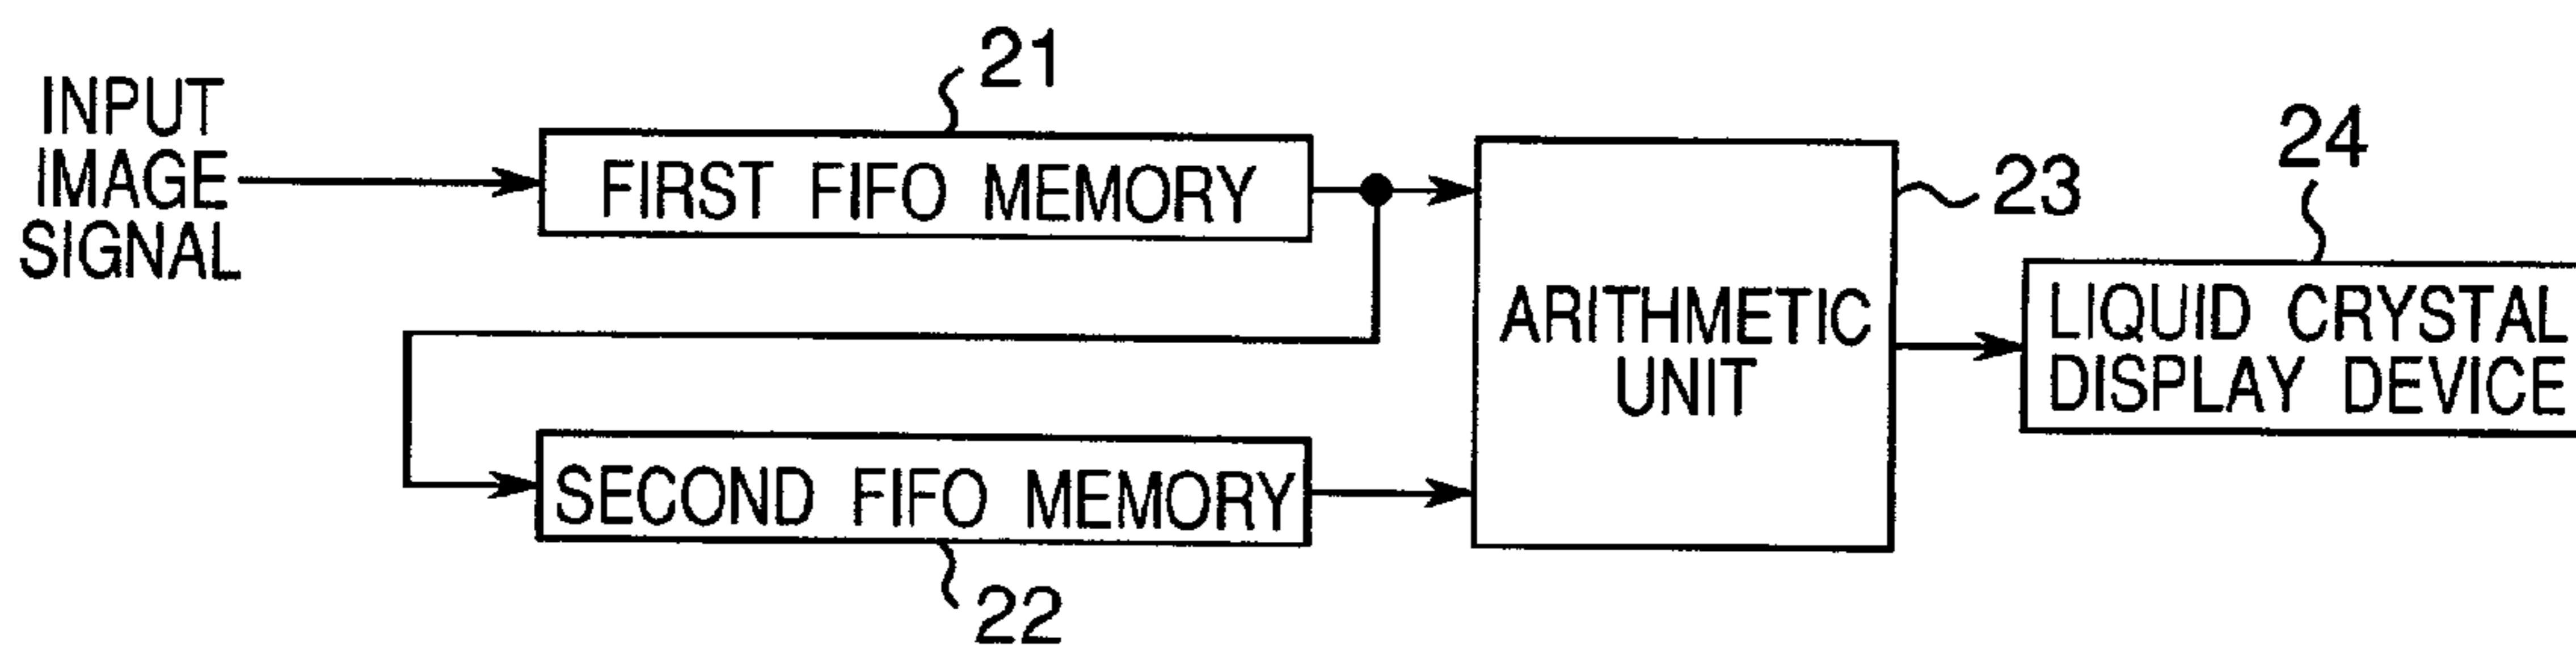 21
INPUT
IMAGE
SIGNAL
FIRST FIFO MEMORY
23
24
ARITHMETIC
UNIT
LIQUID CRYSTAL
DISPLAY DEVICE
SECOND FIFO MEMORY
22